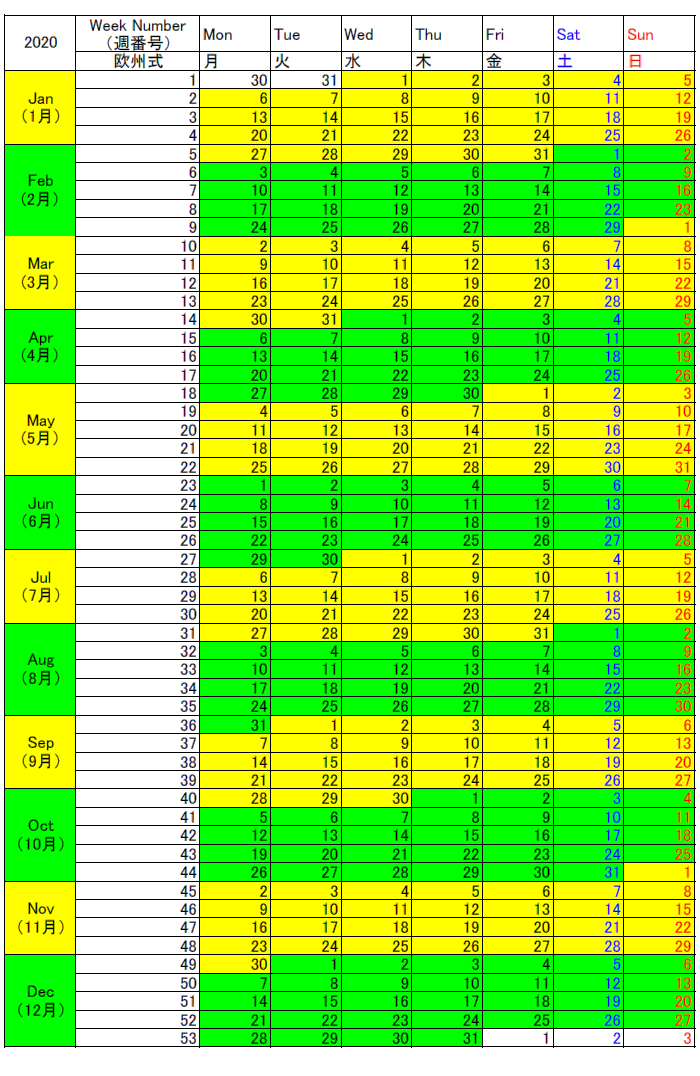 2020 Week Number Mon Tue Wed Thu Fri Sat Sun
(週番号)
欧州式 月 火 水 木 金 土 日
1 30 31 1 2 3 4 5
Jan 2 6 7 8 9 10 11 12
(1月) 3 13 14 15 16 17 18 19
4 20 21 22 23 24 25 26
5 27 28 29 30 31 1 2
Feb 6 3 4 5 6 7 8 9
(2月) 7 10 11 12 13 14 15 16
8 17 18 19 20 21 22 23
9 24 25 26 27 28 29 1
10 2 3 4 5 6 7 8
Mar 11 9 10 11 12 13 14 15
(3月) 12 16 17 18 19 20 21 22
13 23 24 25 26 27 28 29
14 30 31 1 2 3 4 5
Apr 15 6 7 8 9 10 11 12
(4月) 16 13 14 15 16 17 18 19
17 20 21 22 23 24 25 26
18 27 28 29 30 1 2 3
May 19 4 5 6 7 8 9 10
20 11 12 13 14 15 16 17
(5月) 21 18 19 20 21 22 23 24
22 25 26 27 28 29 30 31
23 1 2 3 4 5 6 7
Jun 24 8 9 10 11 12 13 14
(6月) 25 15 16 17 18 19 20 21
26 22 23 24 25 26 27 28
27 29 30 1 2 3 4 5
Jul 28 6 7 8 9 10 11 12
(7月) 29 13 14 15 16 17 18 19
30 20 21 22 23 24 25 26
31 27 28 29 30 31 1 2
Aug 32 3 4 5 6 7 8 9
(8月) 33 10 11 12 13 14 15 16
34 17 18 19 20 21 22 23
35 24 25 26 27 28 29 30
36 31 1 2 3 4 5 6
Sep 37 7 8 9 10 11 12 13
(9月) 38 14 15 16 17 18 19 20
39 21 22 23 24 25 26 27
40 28 29 30 1 2 3 4
Oct 41 5 6 7 8 9 10 11
42 12 13 14 15 16 17 18
(10月) 43 19 20 21 22 23 24 25
44 26 27 28 29 30 31 1
45 2 3 4 5 6 7 8
Nov 46 9 10 11 12 13 14 15
(11月) 47 16 17 18 19 20 21 22
48 23 24 25 26 27 28 29
49 30 1 2 3 4 5 6
Dec 50 7 8 9 10 11 12 13
(12月) 51 14 15 16 17 18 19 20
52 21 22 23 24 25 26 27
53 28 29 30 31 1 2 3